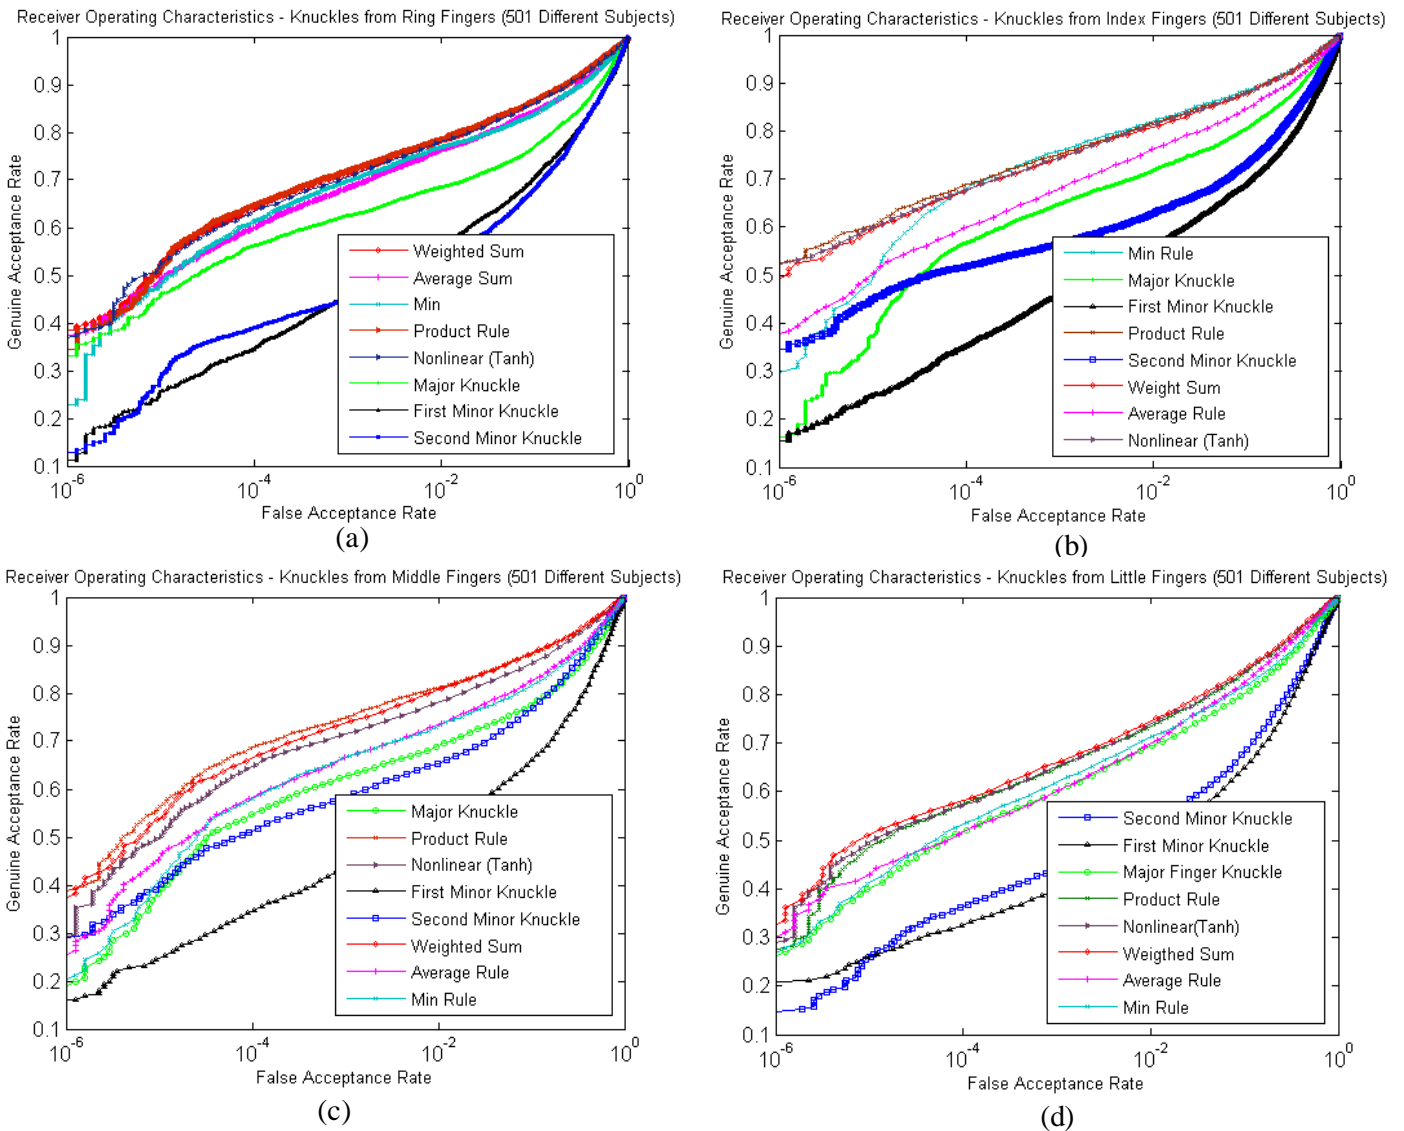 Receiver Operating Characteristics - Knuckles from Ring Fingers (501 Different Subjects)
1
0.9
0.8
0.7
0.6
0.5
0.4
0.3
0.2
0.1
Genuine Acceptance Rate
Weighted Sum
Average Sum
Min
Product Rule
Nonlinear (Tanh)
Major Knuckle
First Minor Knuckle
Second Minor Knuckle
10^-6 10^-4 10^-2 10^0
False Acceptance Rate
(a)
Receiver Operating Characteristics - Knuckles from Index Fingers (501 Different Subjects)
1
0.9
0.8
0.7
0.6
0.5
0.4
0.3
0.2
0.1
Genuine Acceptance Rate
Min Rule
Major Knuckle
First Minor Knuckle
Product Rule
Second Minor Knuckle
Weight Sum
Average Rule
Nonlinear (Tanh)
10^-6 10^-4 10^-2 10^0
False Acceptance Rate
(b)
Receiver Operating Characteristics - Knuckles from Middle Fingers (501 Different Subjects)
1
0.9
0.8
0.7
0.6
0.5
0.4
0.3
0.2
0.1
Genuine Acceptance Rate
Major Knuckle
Product Rule
Nonlinear (Tanh)
First Minor Knuckle
Second Minor Knuckle
Weighted Sum
Average Rule
Min Rule
10^-6 10^-4 10^-2 10^0
False Acceptance Rate
(c)
Receiver Operating Characteristics - Knuckles from Little Fingers (501 Different Subjects)
1
0.9
0.8
0.7
0.6
0.5
0.4
0.3
0.2
0.1
Genuine Acceptance Rate
Second Minor Knuckle
First Minor Knuckle
Major Finger Knuckle
Product Rule
Nonlinear(Tanh)
Weigthed Sum
Average Rule
Min Rule
10^-6 10^-4 10^-2 10^0
False Acceptance Rate
(d)